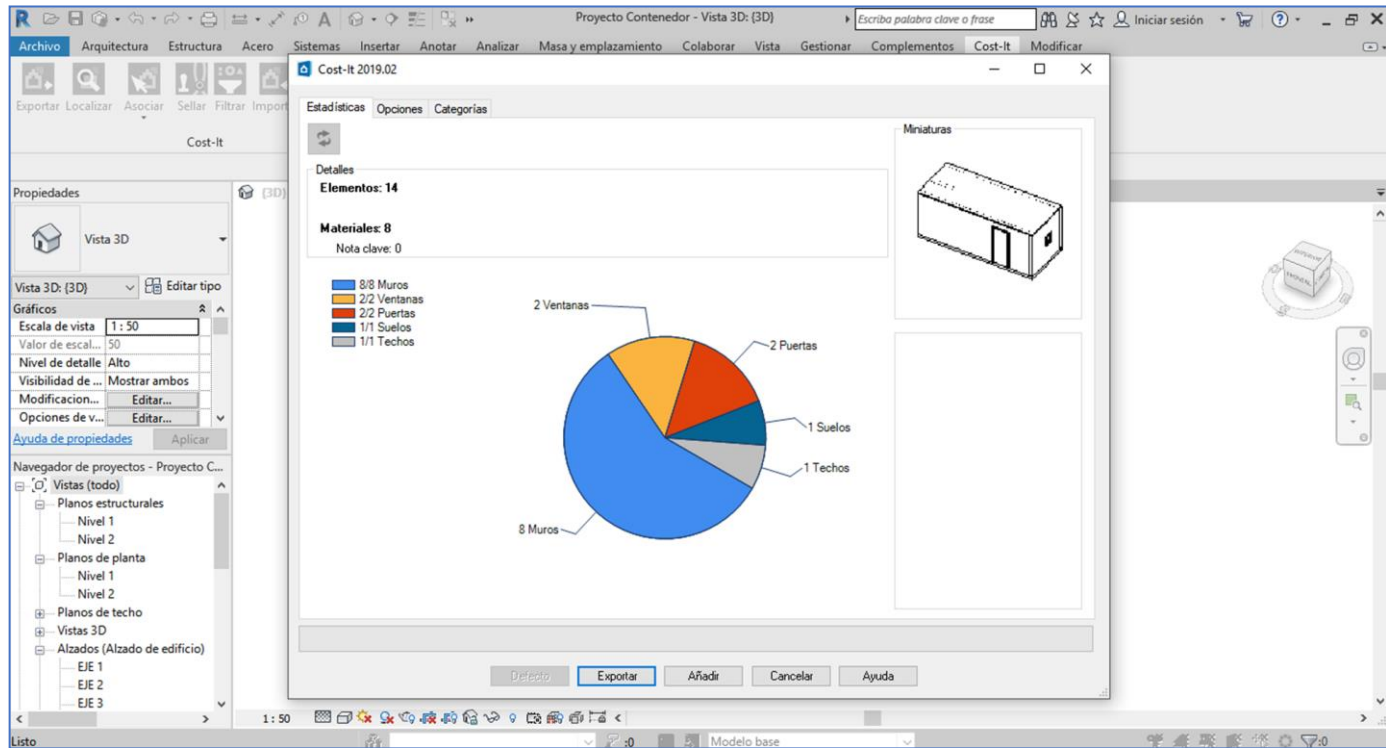 Proyecto Contenedor - Vista 3D: {3D}
Escriba palabra clave o frase
Iniciar sesión
Archivo Arquitectura Estructura Acero Sistemas Insertar Anotar Analizar Masa y emplazamiento Colaborar Vista Gestionar Complementos Cost-It Modificar
Exportar Localizar Asociar Sellar Filtrar Import
Cost-It
Propiedades
Vista 3D
Vista 3D: {3D}
Editar tipo
Gráficos
Escala de vista 1 : 50
Valor de escal... 50
Nivel de detalle Alto
Visibilidad de ... Mostrar ambos
Modificacion... Editar...
Opciones de v... Editar...
Ayuda de propiedades Aplicar
Navegador de proyectos - Proyecto C...
Vistas (todo)
Planos estructurales
Nivel 1
Nivel 2
Planos de planta
Nivel 1
Nivel 2
Planos de techo
Vistas 3D
Alzados (Alzado de edificio)
EJE 1
EJE 2
EJE 3
{3D}
Cost-It 2019.02
Estadísticas Opciones Categorías
Detalles
Elementos: 14
Materiales: 8
Nota clave: 0
Miniaturas
8/8 Muros
2/2 Ventanas
2/2 Puertas
1/1 Suelos
1/1 Techos
2 Ventanas
2 Puertas
1 Suelos
1 Techos
8 Muros
Defecto Exportar Añadir Cancelar Ayuda
1 : 50
Listo
:0
Modelo base
:0